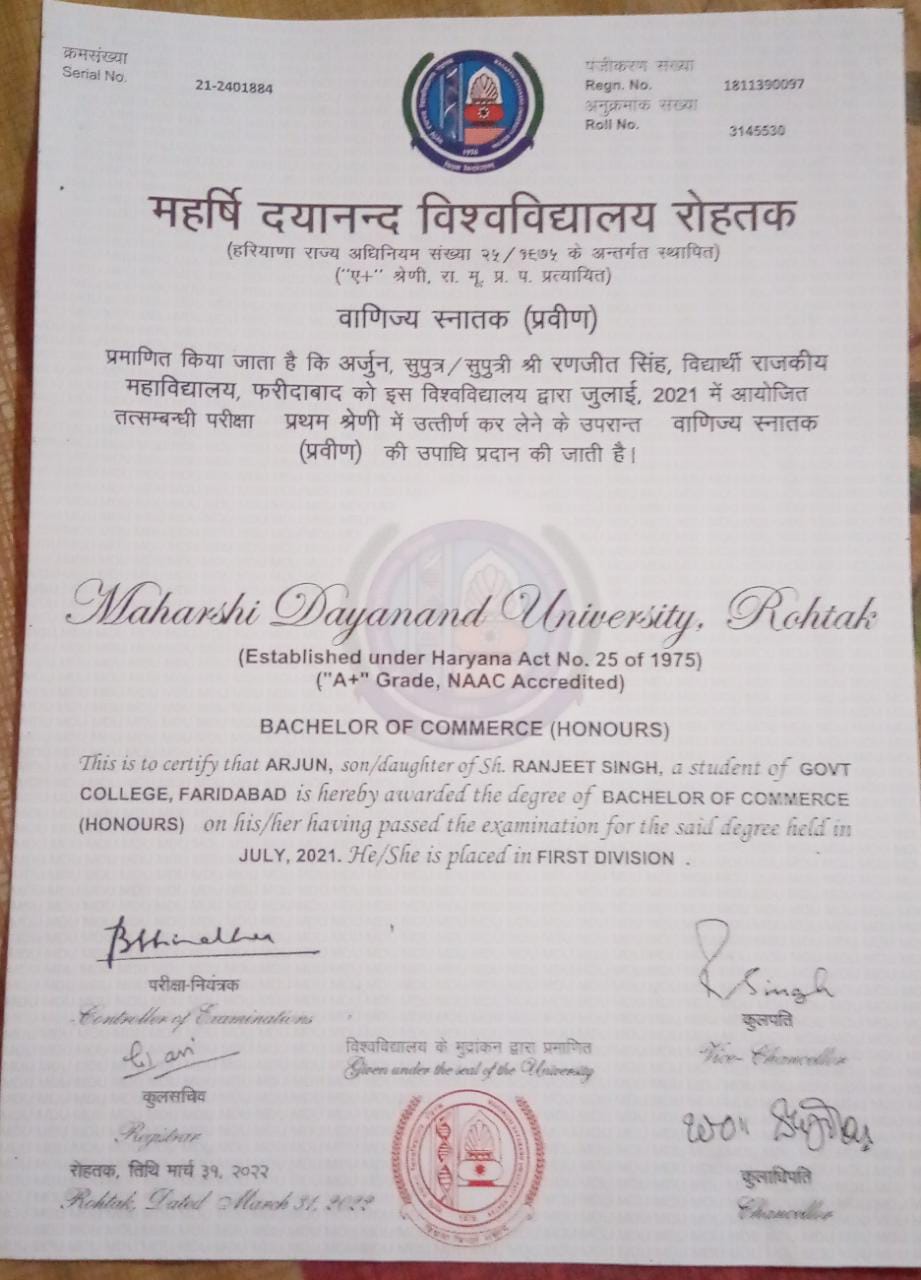 क्रमसंख्या
Serial No.
21-2401884
पंजीकरण संख्या
Regn. No. 1811390097
अनुक्रमांक संख्या
Roll No. 3145530
महर्षि दयानन्द विश्वविद्यालय रोहतक
(हरियाणा राज्य अधिनियम संख्या २५/१९७५ के अन्तर्गत स्थापित)
("ए+" श्रेणी, रा. मू. प्र. प. प्रत्यायित)
वाणिज्य स्नातक (प्रवीण)
प्रमाणित किया जाता है कि अर्जुन, सुपुत्र/सुपुत्री श्री रणजीत सिंह, विद्यार्थी राजकीय
महाविद्यालय, फरीदाबाद को इस विश्वविद्यालय द्वारा जुलाई, 2021 में आयोजित
तत्सम्बन्धी परीक्षा प्रथम श्रेणी में उत्तीर्ण कर लेने के उपरान्त वाणिज्य स्नातक
(प्रवीण) की उपाधि प्रदान की जाती है।
Maharshi Dayanand University, Rohtak
(Established under Haryana Act No. 25 of 1975)
("A+" Grade, NAAC Accredited)
BACHELOR OF COMMERCE (HONOURS)
This is to certify that ARJUN, son/daughter of Sh. RANJEET SINGH, a student of GOVT
COLLEGE, FARIDABAD is hereby awarded the degree of BACHELOR OF COMMERCE
(HONOURS) on his/her having passed the examination for the said degree held in
JULY, 2021. He/She is placed in FIRST DIVISION .
परीक्षा-नियंत्रक
Controller of Examinations
R Singh
कुलपति
Vice- Chancellor
विश्वविद्यालय के मुद्रांकन द्वारा प्रमाणित
Given under the seal of the University
कुलसचिव
Registrar
रोहतक, तिथि मार्च ३१, २०२२
Rohtak, Dated March 31, 2022
कुलाधिपति
Chancellor